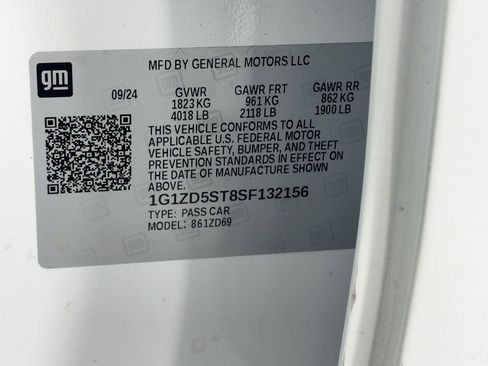 gm
MFD BY GENERAL MOTORS LLC
09/24 GVWR GAWR FRT GAWR RR
1823 KG 961 KG 862 KG
4018 LB 2118 LB 1900 LB
THIS VEHICLE CONFORMS TO ALL
APPLICABLE U.S. FEDERAL MOTOR
VEHICLE SAFETY, BUMPER, AND THEFT
PREVENTION STANDARDS IN EFFECT ON
THE DATE OF MANUFACTURE SHOWN
ABOVE.
1G1ZD5ST8SF132156
TYPE: PASS CAR
MODEL: 861ZD69